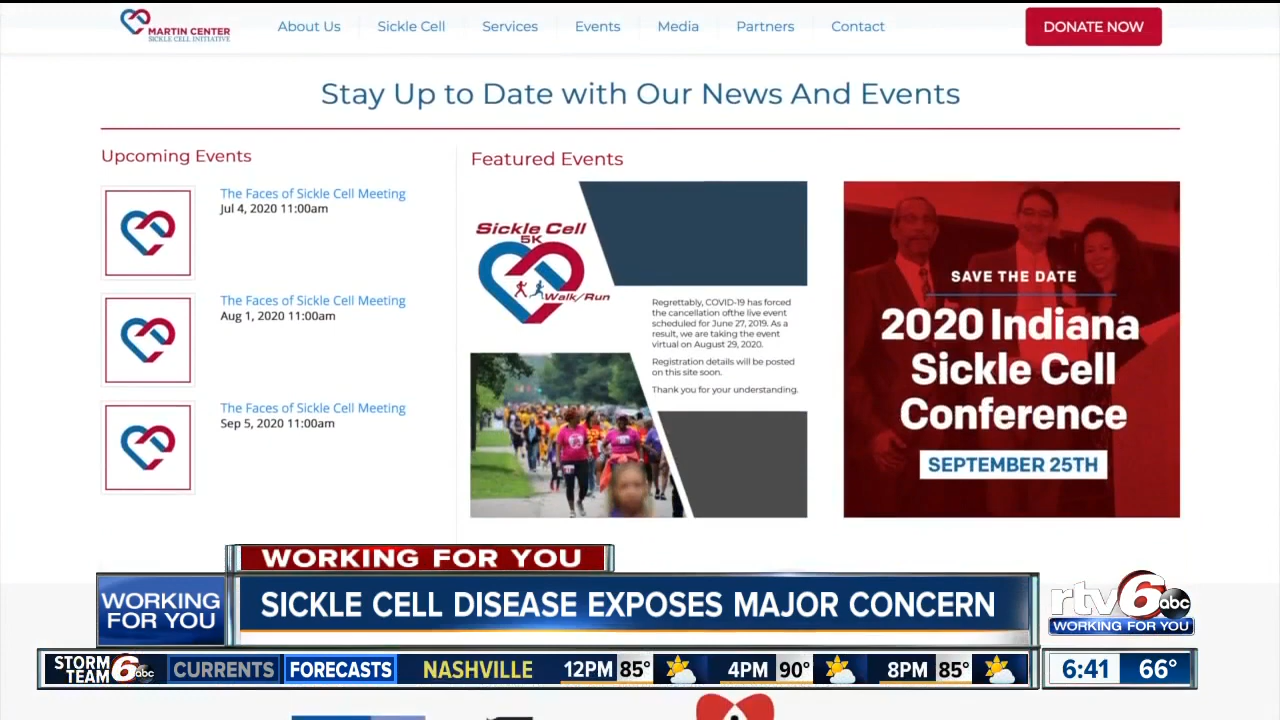 MARTIN CENTER
SICKLE CELL INITIATIVE
About Us
Sickle Cell
Services
Events
Media
Partners
Contact
DONATE NOW
Stay Up to Date with Our News And Events
Upcoming Events
The Faces of Sickle Cell Meeting
Jul 4, 2020 11:00am
The Faces of Sickle Cell Meeting
Aug 1, 2020 11:00am
The Faces of Sickle Cell Meeting
Sep 5, 2020 11:00am
Featured Events
Sickle Cell
5K
Walk/Run
Regrettably, COVID-19 has forced
the cancellation ofthe live event
scheduled for June 27, 2019. As a
result, we are taking the event
virtual on August 29, 2020.
Registration details will be posted
on this site soon.
Thank you for your understanding.
SAVE THE DATE
2020 Indiana
Sickle Cell
Conference
SEPTEMBER 25TH
WORKING FOR YOU
WORKING
FOR YOU
SICKLE CELL DISEASE EXPOSES MAJOR CONCERN
rtv6 abc
WORKING FOR YOU
STORM
TEAM 6 abc
CURRENTS
FORECASTS
NASHVILLE
12PM 85°
4PM 90°
8PM 85°
6:41
66°